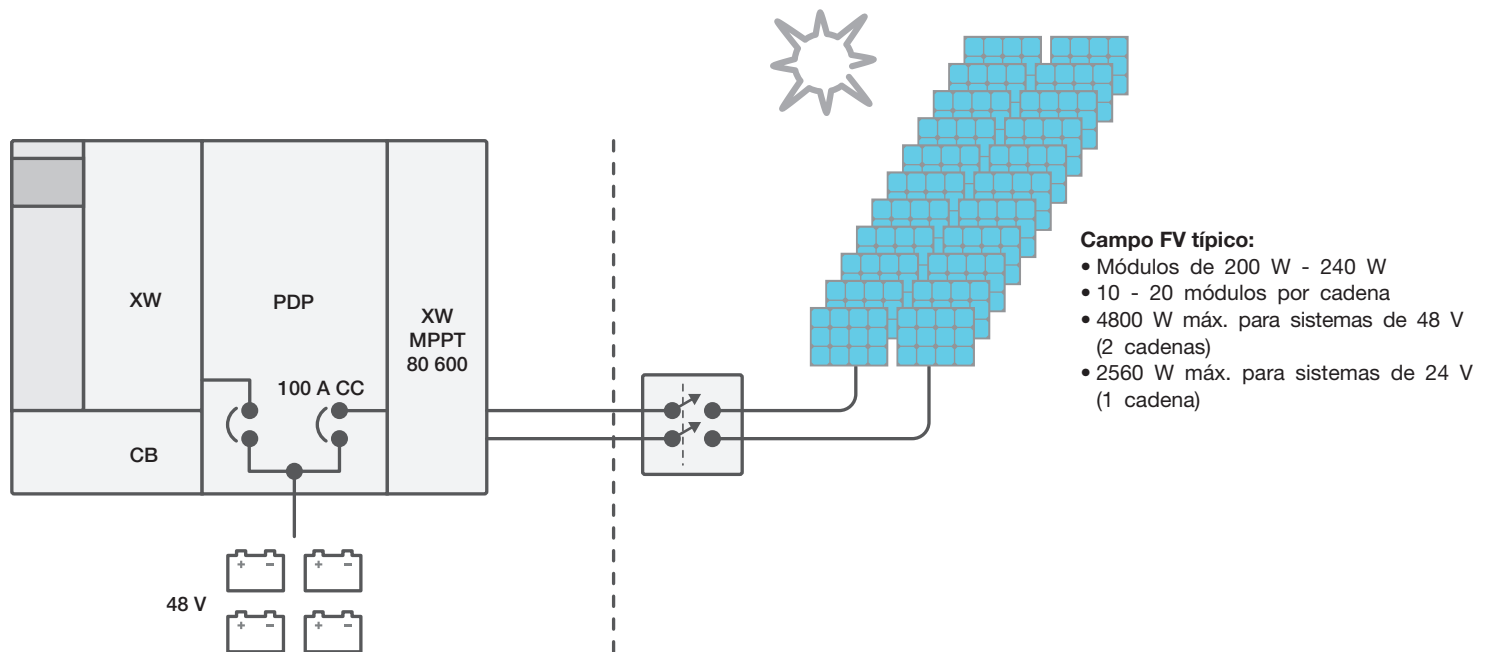 XW
PDP
XW
MPPT
80 600
100 A CC
CB
48 V
+ -
+ -
+ -
+ -
Campo FV típico:
• Módulos de 200 W - 240 W
• 10 - 20 módulos por cadena
• 4800 W máx. para sistemas de 48 V
(2 cadenas)
• 2560 W máx. para sistemas de 24 V
(1 cadena)